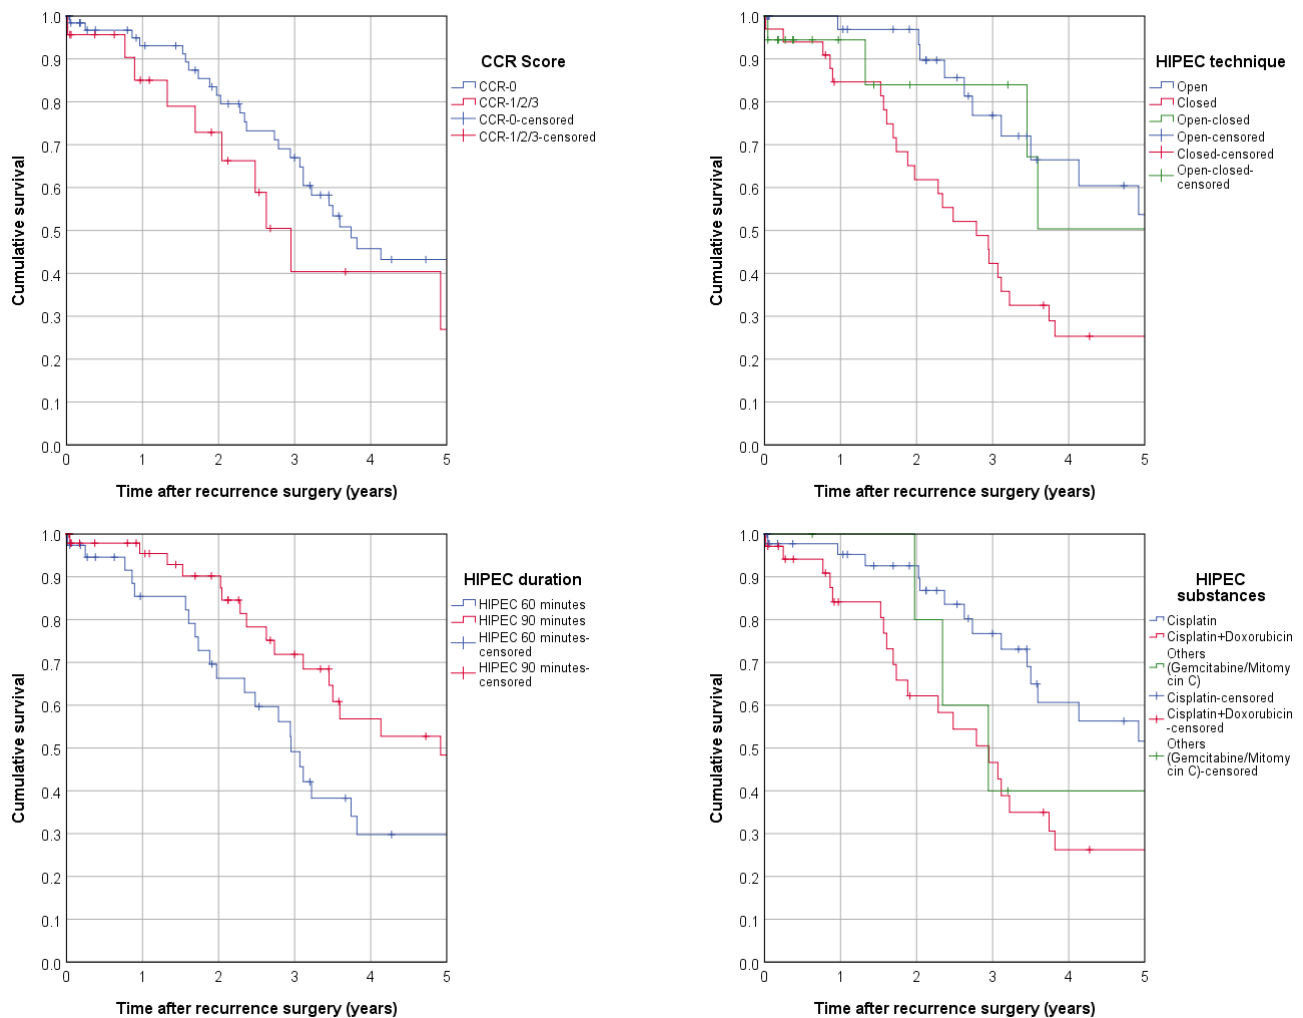 1.0
0.9
0.8
0.7
0.6
0.5
0.4
0.3
0.2
0.1
0.0
0 1 2 3 4 5
Cumulative survival
Time after recurrence surgery (years)
CCR Score
CCR-0
CCR-1/2/3
CCR-0-censored
CCR-1/2/3-censored
1.0
0.9
0.8
0.7
0.6
0.5
0.4
0.3
0.2
0.1
0.0
0 1 2 3 4 5
Cumulative survival
Time after recurrence surgery (years)
HIPEC technique
Open
Closed
Open-closed
Open-censored
Closed-censored
Open-closed-
censored
1.0
0.9
0.8
0.7
0.6
0.5
0.4
0.3
0.2
0.1
0.0
0 1 2 3 4 5
Cumulative survival
Time after recurrence surgery (years)
HIPEC duration
HIPEC 60 minutes
HIPEC 90 minutes
HIPEC 60 minutes-
censored
HIPEC 90 minutes-
censored
1.0
0.9
0.8
0.7
0.6
0.5
0.4
0.3
0.2
0.1
0.0
0 1 2 3 4 5
Cumulative survival
Time after recurrence surgery (years)
HIPEC
substances
Cisplatin
Cisplatin+Doxorubicin
Others
(Gemcitabine/Mitomy
cin C)
Cisplatin-censored
Cisplatin+Doxorubicin
-censored
Others
(Gemcitabine/Mitomy
cin C)-censored